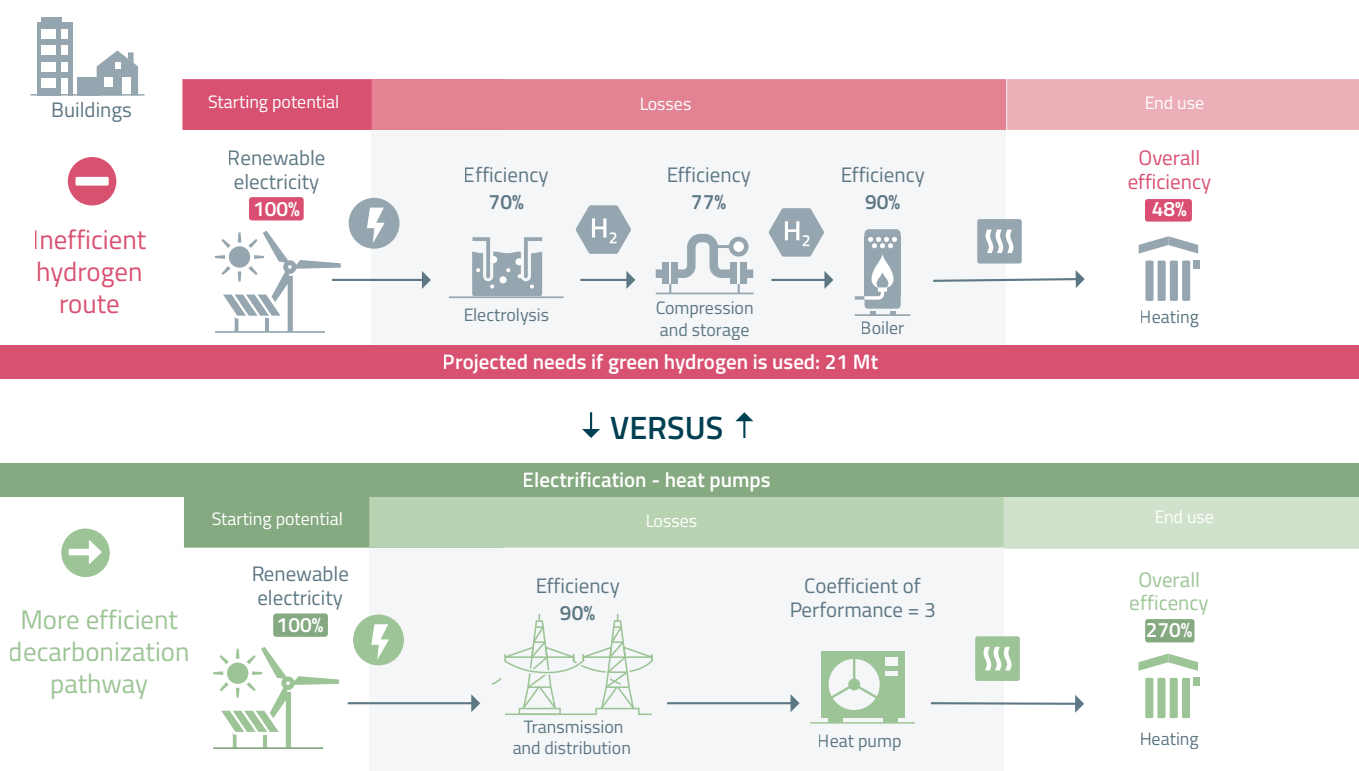 Buildings
Starting potential
Losses
End use
Inefficient
hydrogen
route
Renewable
electricity
100%
Efficiency
70%
H2
Efficiency
77%
H2
Efficiency
90%
Overall
efficiency
48%
Electrolysis
Compression
and storage
Boiler
Heating
Projected needs if green hydrogen is used: 21 Mt
↓ VERSUS ↑
Electrification - heat pumps
Starting potential
Losses
End use
More efficient
decarbonization
pathway
Renewable
electricity
100%
Efficiency
90%
Coefficient of
Performance = 3
Overall
efficency
270%
Transmission
and distribution
Heat pump
Heating